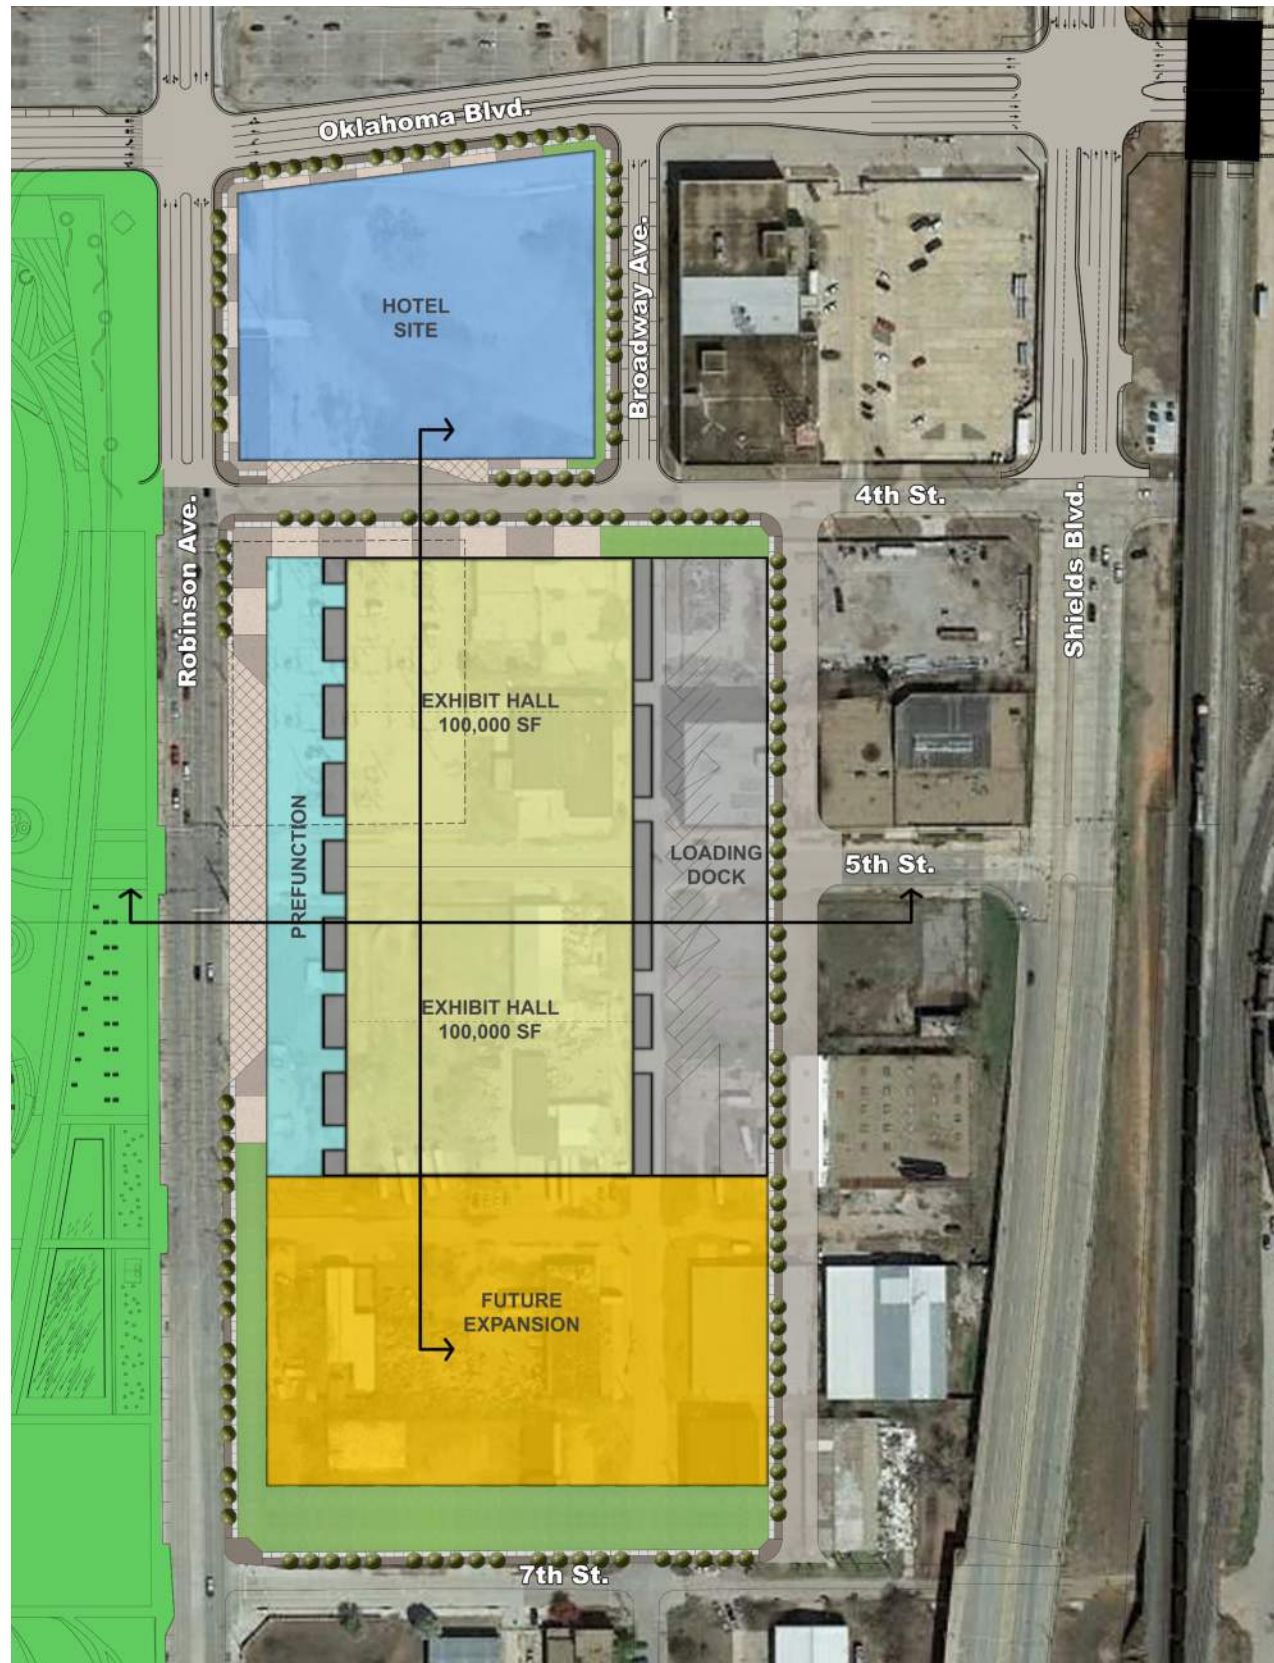 Oklahoma Blvd.
HOTEL
SITE
Broadway Ave.
4th St.
Robinson Ave.
Shields Blvd.
EXHIBIT HALL
100,000 SF
PREFUNCTION
LOADING
DOCK
5th St.
EXHIBIT HALL
100,000 SF
FUTURE
EXPANSION
7th St.